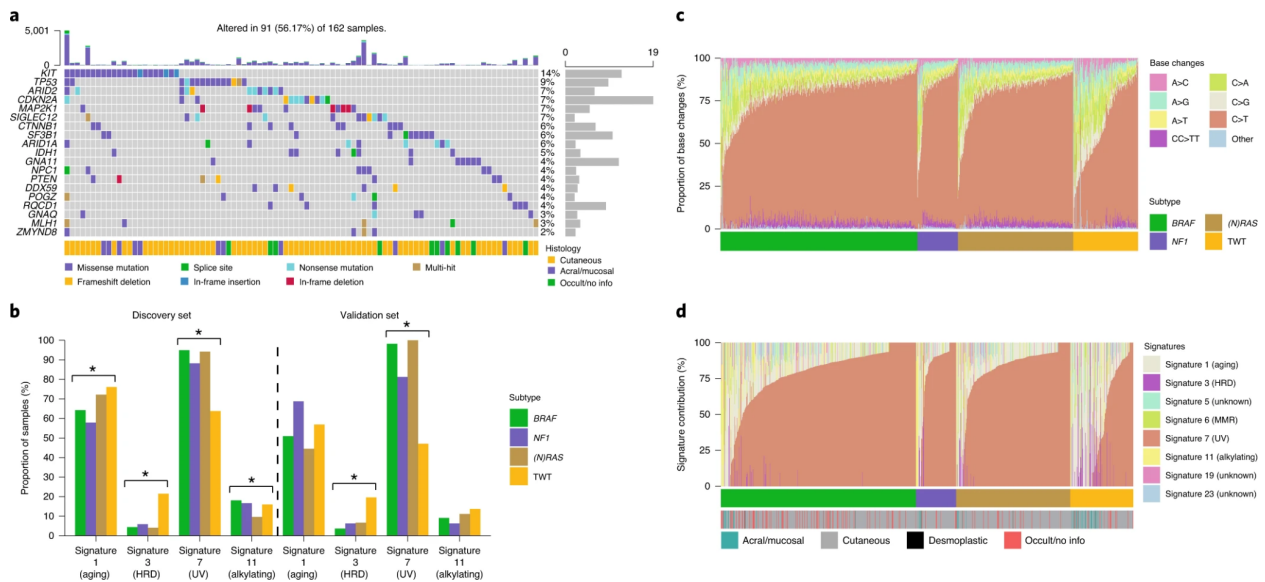 a
Altered in 91 (56.17%) of 162 samples.
5,001
0
0 19
KIT 14%
TP53 9%
ARID2 7%
CDKN2A 7%
MAP2K1 7%
SIGLEC12 7%
CTNNB1 6%
SF3B1 6%
ARID1A 6%
IDH1 5%
GNA11 4%
NPC1 4%
PTEN 4%
DDX59 4%
POGZ 4%
RQCD1 4%
GNAQ 3%
MLH1 3%
ZMYND8 2%
Histology
Cutaneous
Acral/mucosal
Occult/no info
Missense mutation
Splice site
Nonsense mutation
Multi-hit
Frameshift deletion
In-frame insertion
In-frame deletion
b
Discovery set
Validation set
Proportion of samples (%)
100
90
80
70
60
50
40
30
20
10
0
* * * * * *
Signature 1 (aging)
Signature 3 (HRD)
Signature 7 (UV)
Signature 11 (alkylating)
Signature 1 (aging)
Signature 3 (HRD)
Signature 7 (UV)
Signature 11 (alkylating)
Subtype
BRAF
NF1
(N)RAS
TWT
c
Proportion of base changes (%)
100
75
50
25
0
Base changes
A>C
C>A
A>G
C>G
A>T
C>T
CC>TT
Other
Subtype
BRAF
(N)RAS
NF1
TWT
d
Signature contribution (%)
100
75
50
25
0
Signatures
Signature 1 (aging)
Signature 3 (HRD)
Signature 5 (unknown)
Signature 6 (MMR)
Signature 7 (UV)
Signature 11 (alkylating)
Signature 19 (unknown)
Signature 23 (unknown)
Acral/mucosal
Cutaneous
Desmoplastic
Occult/no info